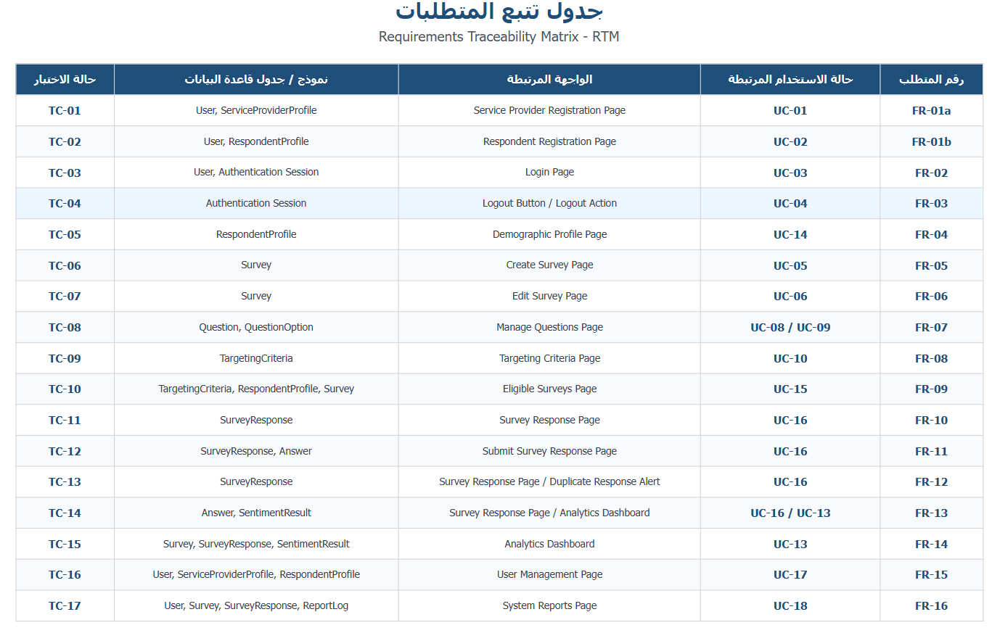 جدول تتبع المتطلبات
Requirements Traceability Matrix - RTM
رقم المتطلب | حالة الاستخدام المرتبطة | الواجهة المرتبطة | نموذج / جدول قاعدة البيانات | حالة الاختبار
FR-01a | UC-01 | Service Provider Registration Page | User, ServiceProviderProfile | TC-01
FR-01b | UC-02 | Respondent Registration Page | User, RespondentProfile | TC-02
FR-02 | UC-03 | Login Page | User, Authentication Session | TC-03
FR-03 | UC-04 | Logout Button / Logout Action | Authentication Session | TC-04
FR-04 | UC-14 | Demographic Profile Page | RespondentProfile | TC-05
FR-05 | UC-05 | Create Survey Page | Survey | TC-06
FR-06 | UC-06 | Edit Survey Page | Survey | TC-07
FR-07 | UC-08 / UC-09 | Manage Questions Page | Question, QuestionOption | TC-08
FR-08 | UC-10 | Targeting Criteria Page | TargetingCriteria | TC-09
FR-09 | UC-15 | Eligible Surveys Page | TargetingCriteria, RespondentProfile, Survey | TC-10
FR-10 | UC-16 | Survey Response Page | SurveyResponse | TC-11
FR-11 | UC-16 | Submit Survey Response Page | SurveyResponse, Answer | TC-12
FR-12 | UC-16 | Survey Response Page / Duplicate Response Alert | SurveyResponse | TC-13
FR-13 | UC-16 / UC-13 | Survey Response Page / Analytics Dashboard | Answer, SentimentResult | TC-14
FR-14 | UC-13 | Analytics Dashboard | Survey, SurveyResponse, SentimentResult | TC-15
FR-15 | UC-17 | User Management Page | User, ServiceProviderProfile, RespondentProfile | TC-16
FR-16 | UC-18 | System Reports Page | User, Survey, SurveyResponse, ReportLog | TC-17